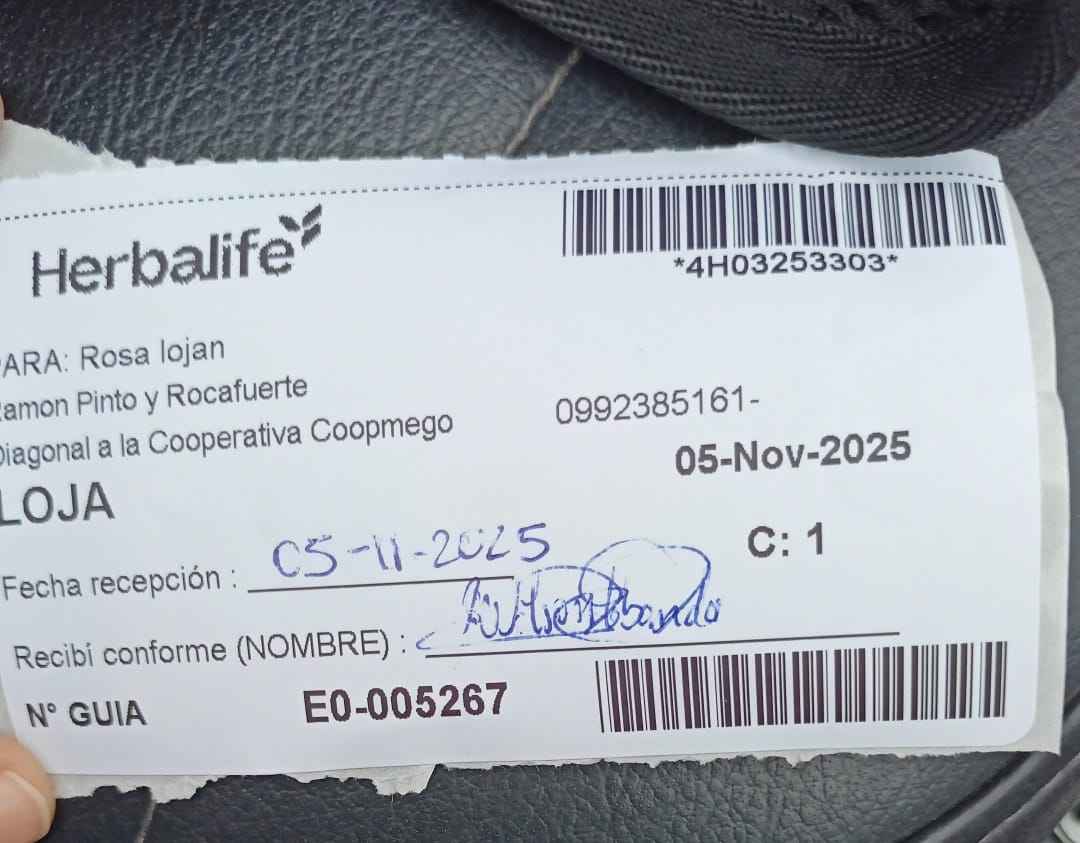 Herbalife
*4H03253303*
PARA: Rosa lojan
Ramon Pinto y Rocafuerte
0992385161-
Diagonal a la Cooperativa Coopmego
05-Nov-2025
LOJA
C: 1
Fecha recepción : 05-11-2025
Recibí conforme (NOMBRE) :
N° GUIA E0-005267